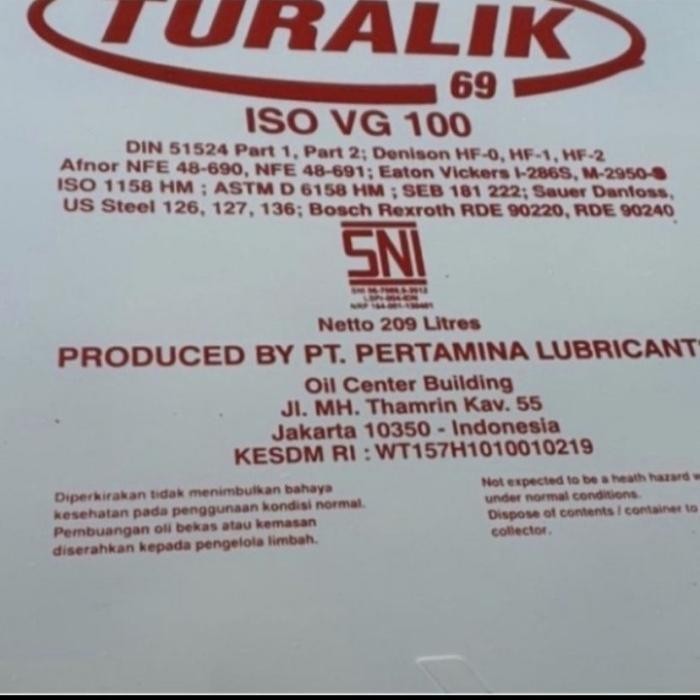 TURALIK
69
ISO VG 100
DIN 51524 Part 1, Part 2; Denison HF-0, HF-1, HF-2
Afnor NFE 48-690, NFE 48-691; Eaton Vickers I-286S, M-2950-S
ISO 1158 HM ; ASTM D 6158 HM ; SEB 181 222; Sauer Danfoss,
US Steel 126, 127, 136; Bosch Rexroth RDE 90220, RDE 90240
SNI
Netto 209 Litres
PRODUCED BY PT. PERTAMINA LUBRICANT
Oil Center Building
Jl. MH. Thamrin Kav. 55
Jakarta 10350 - Indonesia
KESDM RI : WT157H1010010219
Diperkirakan tidak menimbulkan bahaya
kesehatan pada penggunaan kondisi normal.
Pembuangan oli bekas atau kemasan
diserahkan kepada pengelola limbah.
Not expected to be a heath hazard
under normal conditions.
Dispose of contents / container to
collector.